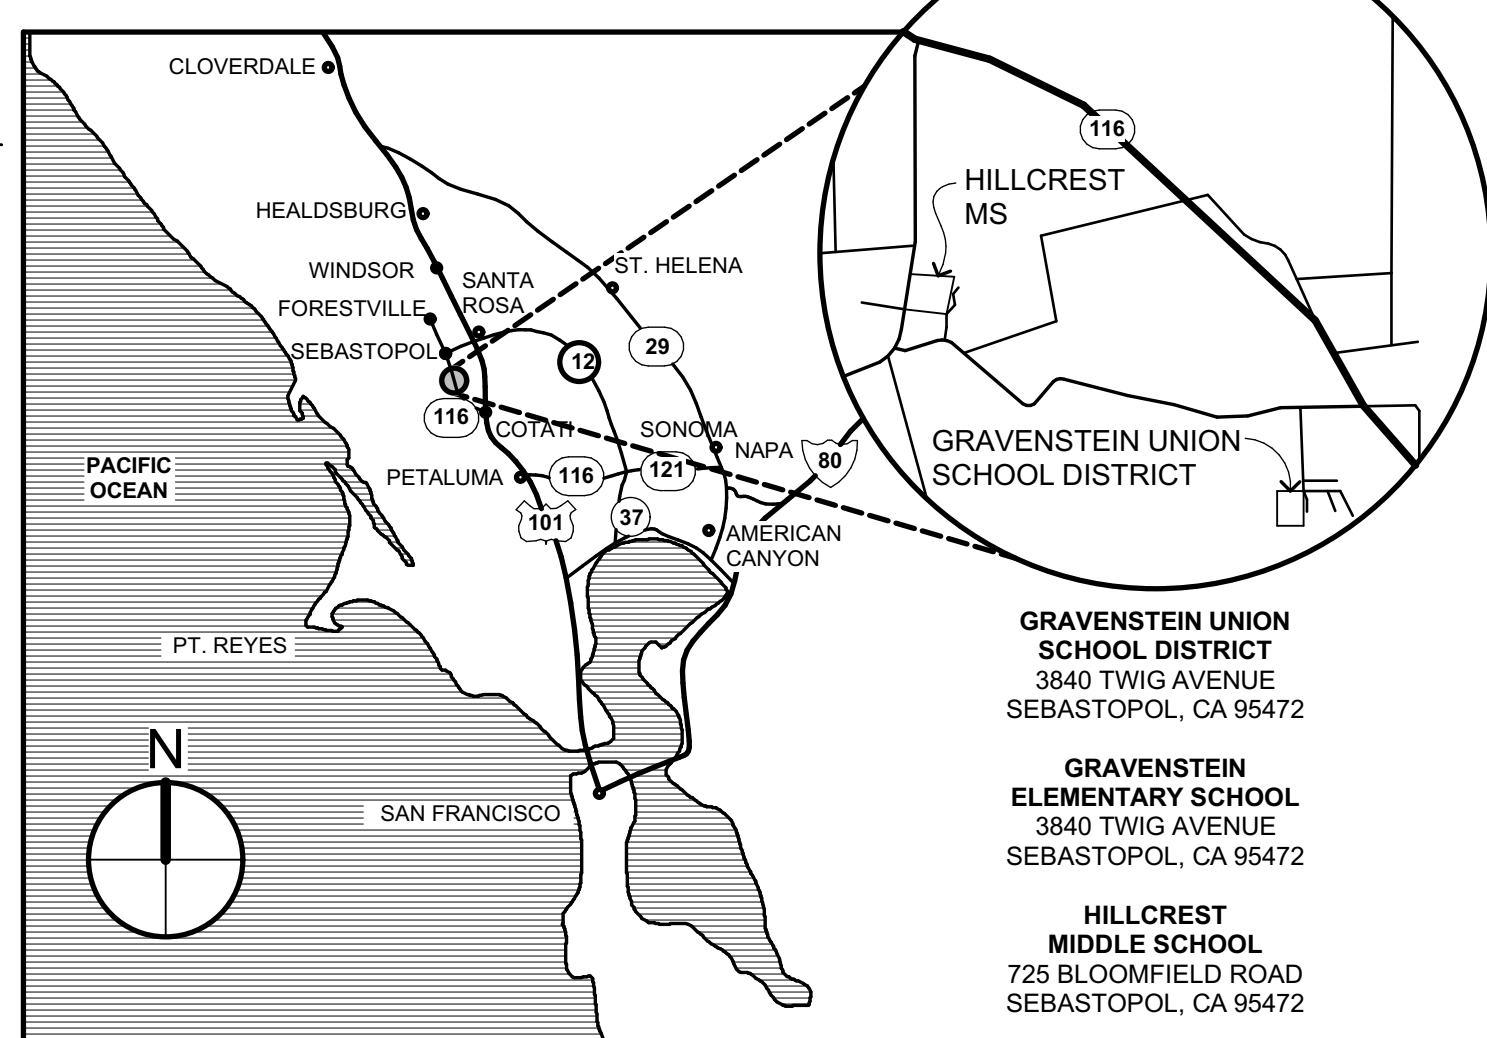 CLOVERDALE
116
HILLCREST
MS
HEALDSBURG
WINDSOR
SANTA
ROSA
ST. HELENA
FORESTVILLE
SEBASTOPOL
29
12
116
COTATI
SONOMA
NAPA
80
GRAVENSTEIN UNION
SCHOOL DISTRICT
PACIFIC
OCEAN
PETALUMA
116
121
101
37
AMERICAN
CANYON
PT. REYES
N
SAN FRANCISCO
GRAVENSTEIN UNION
SCHOOL DISTRICT
3840 TWIG AVENUE
SEBASTOPOL, CA 95472
GRAVENSTEIN
ELEMENTARY SCHOOL
3840 TWIG AVENUE
SEBASTOPOL, CA 95472
HILLCREST
MIDDLE SCHOOL
725 BLOOMFIELD ROAD
SEBASTOPOL, CA 95472